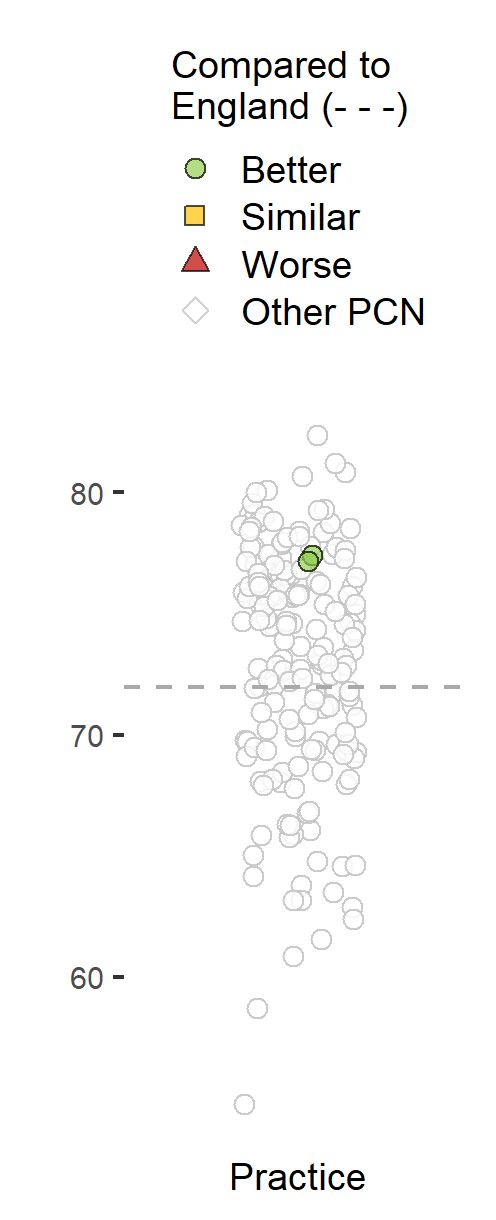 Compared to
England (- - -)
Better
Similar
Worse
Other PCN
80
70
60
Practice